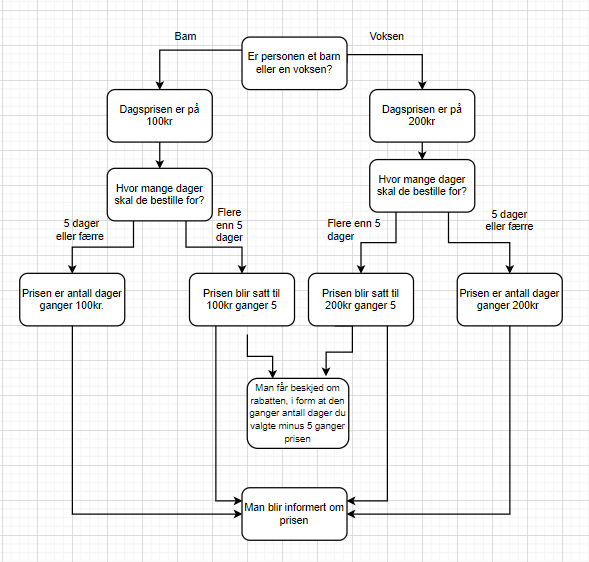 Barn
Voksen
Er personen et barn
eller en voksen?
Dagsprisen er på
100kr
Dagsprisen er på
200kr
Hvor mange dager
skal de bestille for?
Hvor mange dager
skal de bestille for?
5 dager
eller færre
Flere
enn 5
dager
Flere enn 5
dager
5 dager
eller færre
Prisen er antall dager
ganger 100kr.
Prisen blir satt til
100kr ganger 5
Prisen blir satt til
200kr ganger 5
Prisen er antall dager
ganger 200kr
Man får beskjed om
rabatten, i form at den
ganger antall dager du
valgte minus 5 ganger
prisen
Man blir informert om
prisen